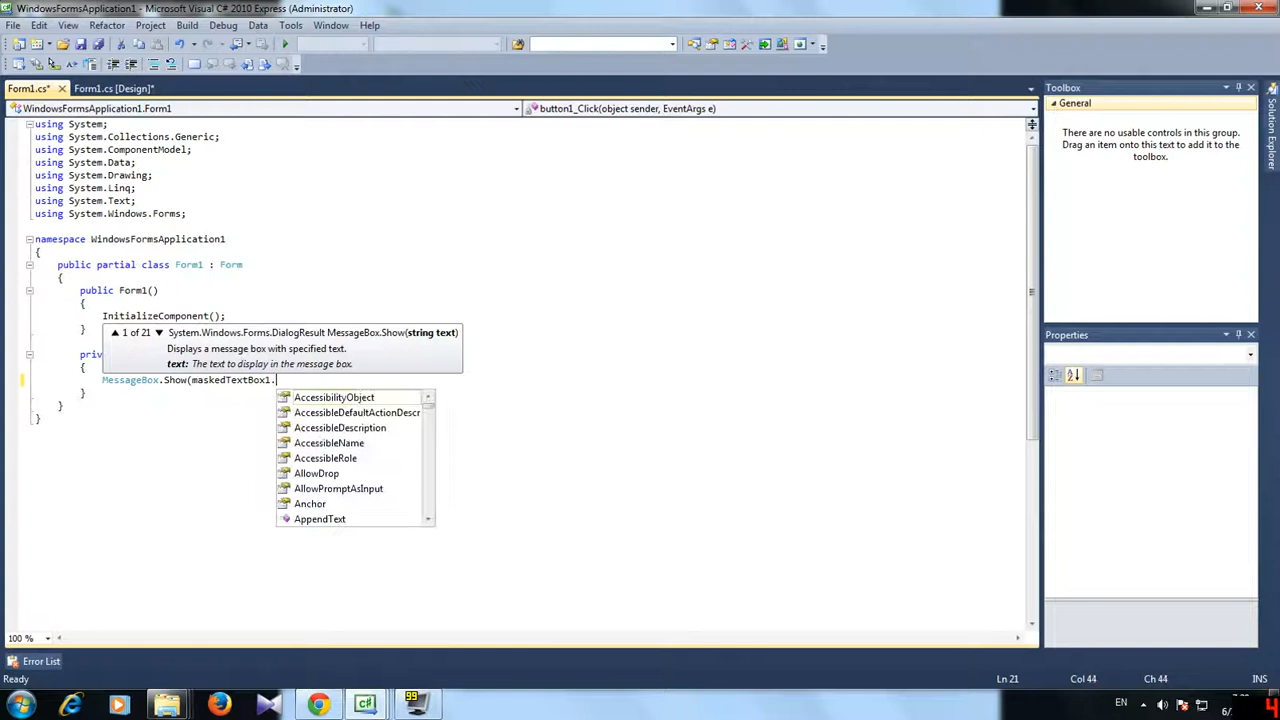 WindowsFormsApplication1 - Microsoft Visual C# 2010 Express (Administrator)
File Edit View Refactor Project Build Debug Data Tools Window Help
Form1.cs* Form1.cs [Design]*
WindowsFormsApplication1.Form1 button1_Click(object sender, EventArgs e)
using System;
using System.Collections.Generic;
using System.ComponentModel;
using System.Data;
using System.Drawing;
using System.Linq;
using System.Text;
using System.Windows.Forms;
namespace WindowsFormsApplication1
{
public partial class Form1 : Form
{
public Form1()
{
InitializeComponent();
}
1 of 21 System.Windows.Forms.DialogResult MessageBox.Show(string text)
Displays a message box with specified text.
text: The text to display in the message box.
priv
{
MessageBox.Show(maskedTextBox1.
}
}
}
AccessibilityObject
AccessibleDefaultActionDescr
AccessibleDescription
AccessibleName
AccessibleRole
AllowDrop
AllowPromptAsInput
Anchor
AppendText
Toolbox
General
There are no usable controls in this group.
Drag an item onto this text to add it to the
toolbox.
Solution Explorer
Properties
100 %
Error List
Ready Ln 21 Col 44 Ch 44 INS
99
EN
6/
4